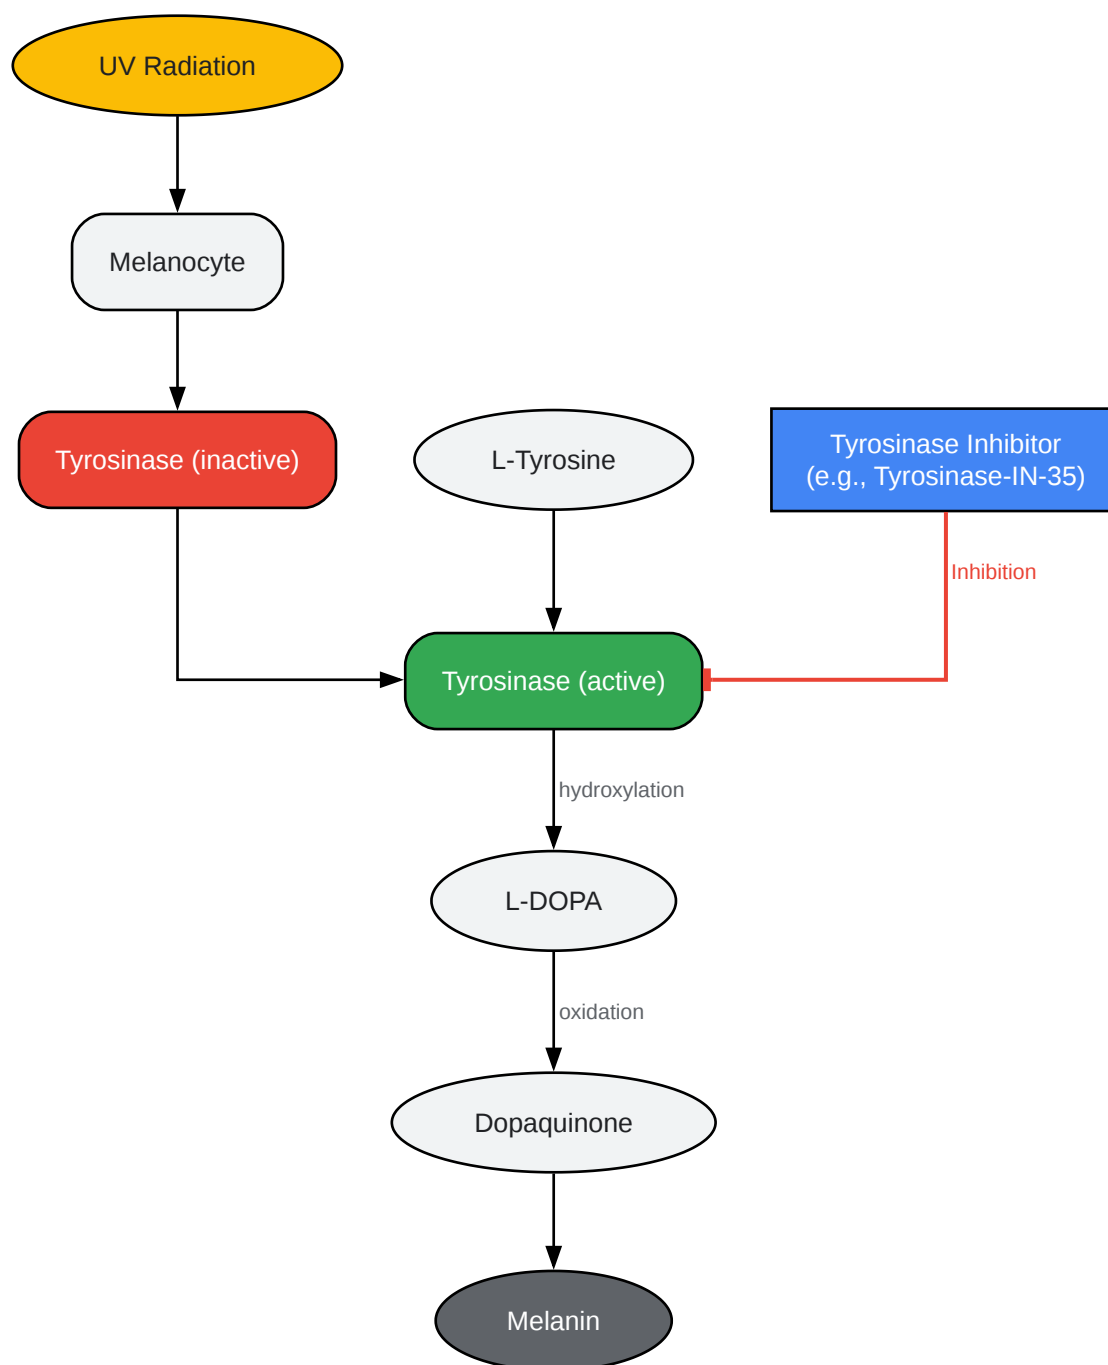 UV Radiation
Melanocyte
Tyrosinase (inactive)
L-Tyrosine
Tyrosinase Inhibitor
(e.g., Tyrosinase-IN-35)
Inhibition
Tyrosinase (active)
hydroxylation
L-DOPA
oxidation
Dopaquinone
Melanin